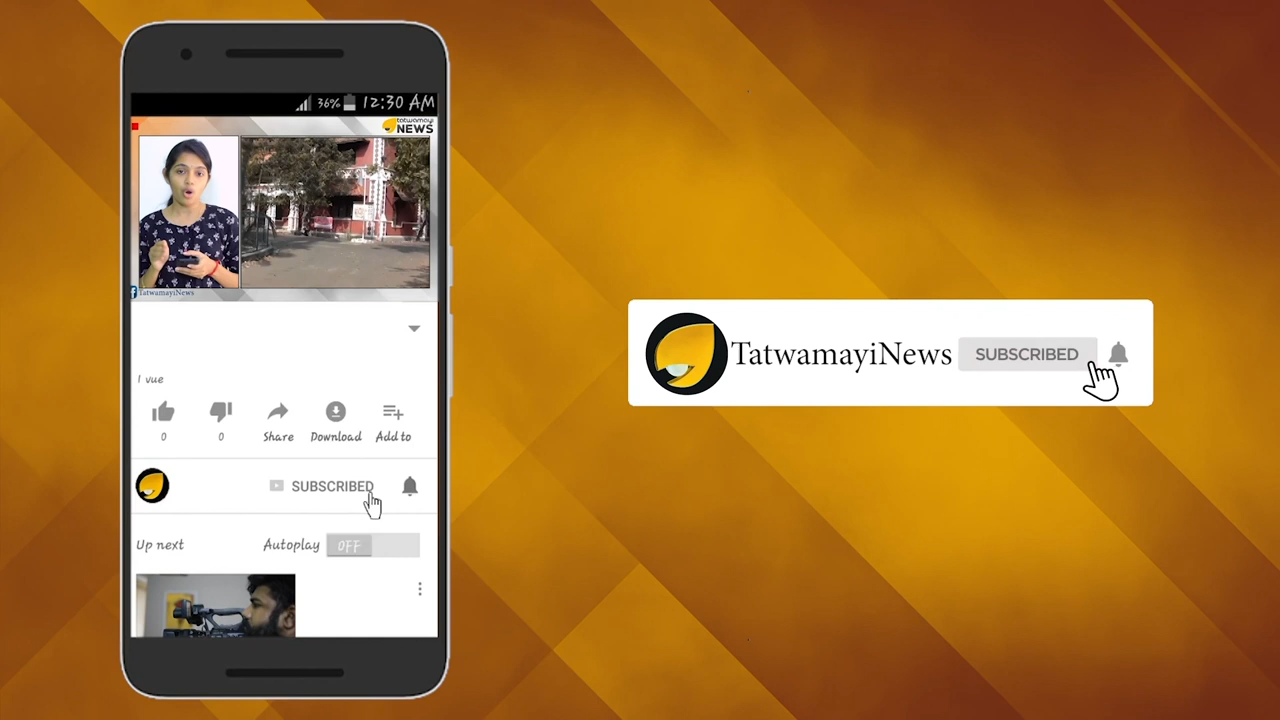 36% 12:30 AM
tatwamayi
NEWS
TatwamayiNews
1 vue
0 0 Share Download Add to
SUBSCRIBED
Up next Autoplay OFF
TatwamayiNews SUBSCRIBED